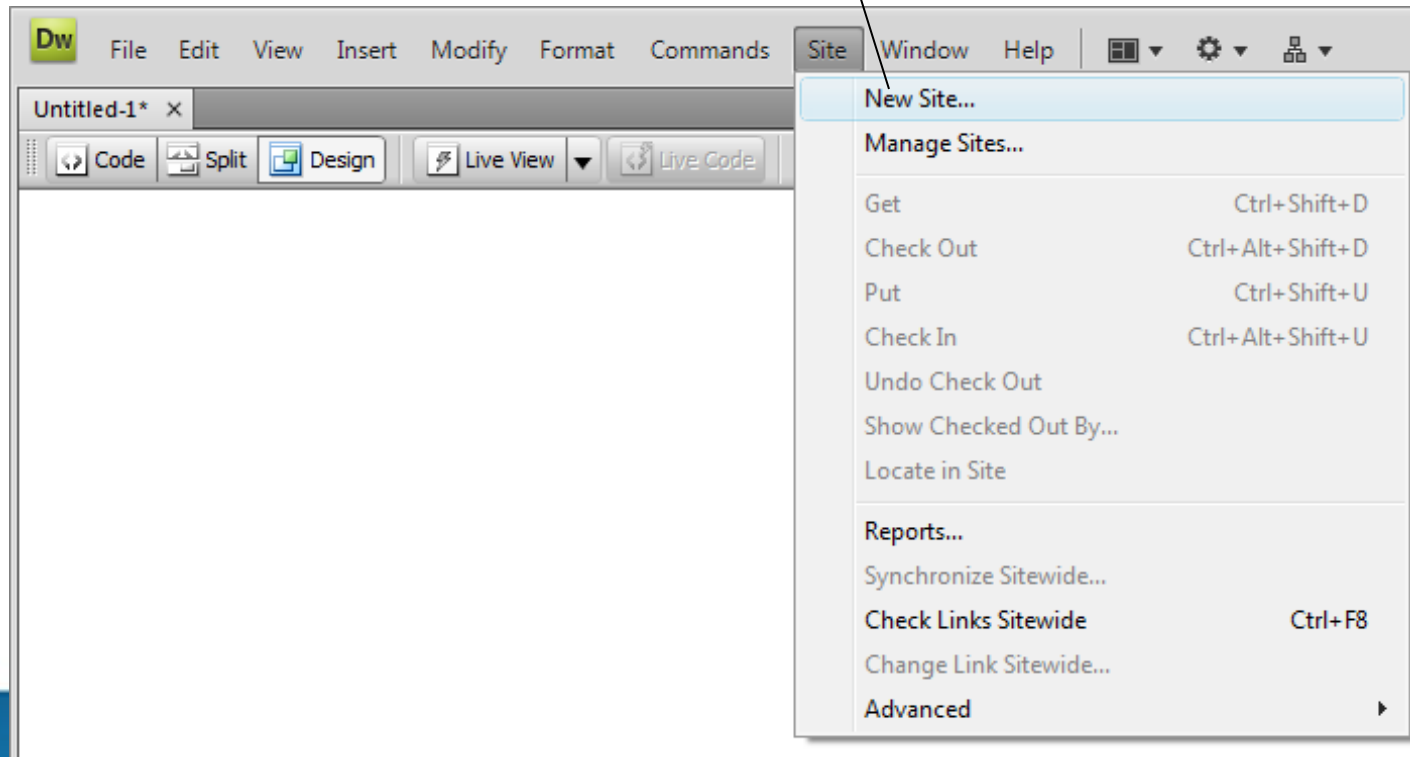 Dw File Edit View Insert Modify Format Commands Site Window Help
Untitled-1*
Code Split Design Live View Live Code
New Site...
Manage Sites...
Get Ctrl+Shift+D
Check Out Ctrl+Alt+Shift+D
Put Ctrl+Shift+U
Check In Ctrl+Alt+Shift+U
Undo Check Out
Show Checked Out By...
Locate in Site
Reports...
Synchronize Sitewide...
Check Links Sitewide Ctrl+F8
Change Link Sitewide...
Advanced